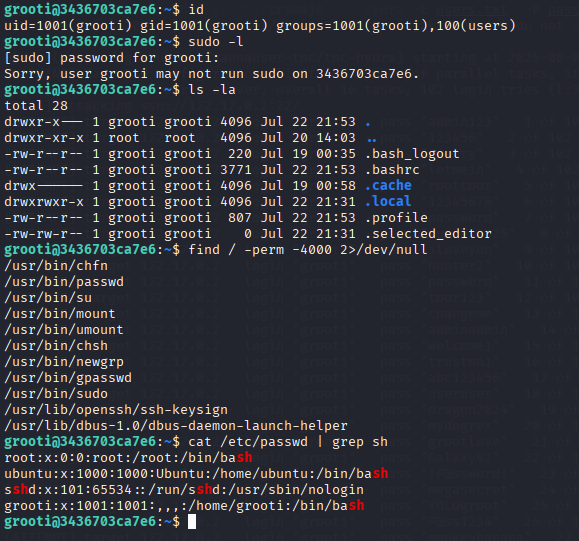 grooti@3436703ca7e6:~$ id
uid=1001(grooti) gid=1001(grooti) groups=1001(grooti),100(users)
grooti@3436703ca7e6:~$ sudo -l
[sudo] password for grooti:
Sorry, user grooti may not run sudo on 3436703ca7e6.
grooti@3436703ca7e6:~$ ls -la
total 28
drwxr-x--- 1 grooti grooti 4096 Jul 22 21:53 .
drwxr-xr-x 1 root   root   4096 Jul 20 14:03 ..
-rw-r--r-- 1 grooti grooti  220 Jul 19 00:35 .bash_logout
-rw-r--r-- 1 grooti grooti 3771 Jul 22 21:53 .bashrc
drwx------ 1 grooti grooti 4096 Jul 19 00:58 .cache
drwxrwxr-x 1 grooti grooti 4096 Jul 22 21:31 .local
-rw-r--r-- 1 grooti grooti  807 Jul 22 21:53 .profile
-rw-rw-r-- 1 grooti grooti    0 Jul 22 21:31 .selected_editor
grooti@3436703ca7e6:~$ find / -perm -4000 2>/dev/null
/usr/bin/chfn
/usr/bin/passwd
/usr/bin/su
/usr/bin/mount
/usr/bin/umount
/usr/bin/chsh
/usr/bin/newgrp
/usr/bin/gpasswd
/usr/bin/sudo
/usr/lib/openssh/ssh-keysign
/usr/lib/dbus-1.0/dbus-daemon-launch-helper
grooti@3436703ca7e6:~$ cat /etc/passwd | grep sh
root:x:0:0:root:/root:/bin/bash
ubuntu:x:1000:1000:Ubuntu:/home/ubuntu:/bin/bash
sshd:x:101:65534::/run/sshd:/usr/sbin/nologin
grooti:x:1001:1001:,,,:/home/grooti:/bin/bash
grooti@3436703ca7e6:~$